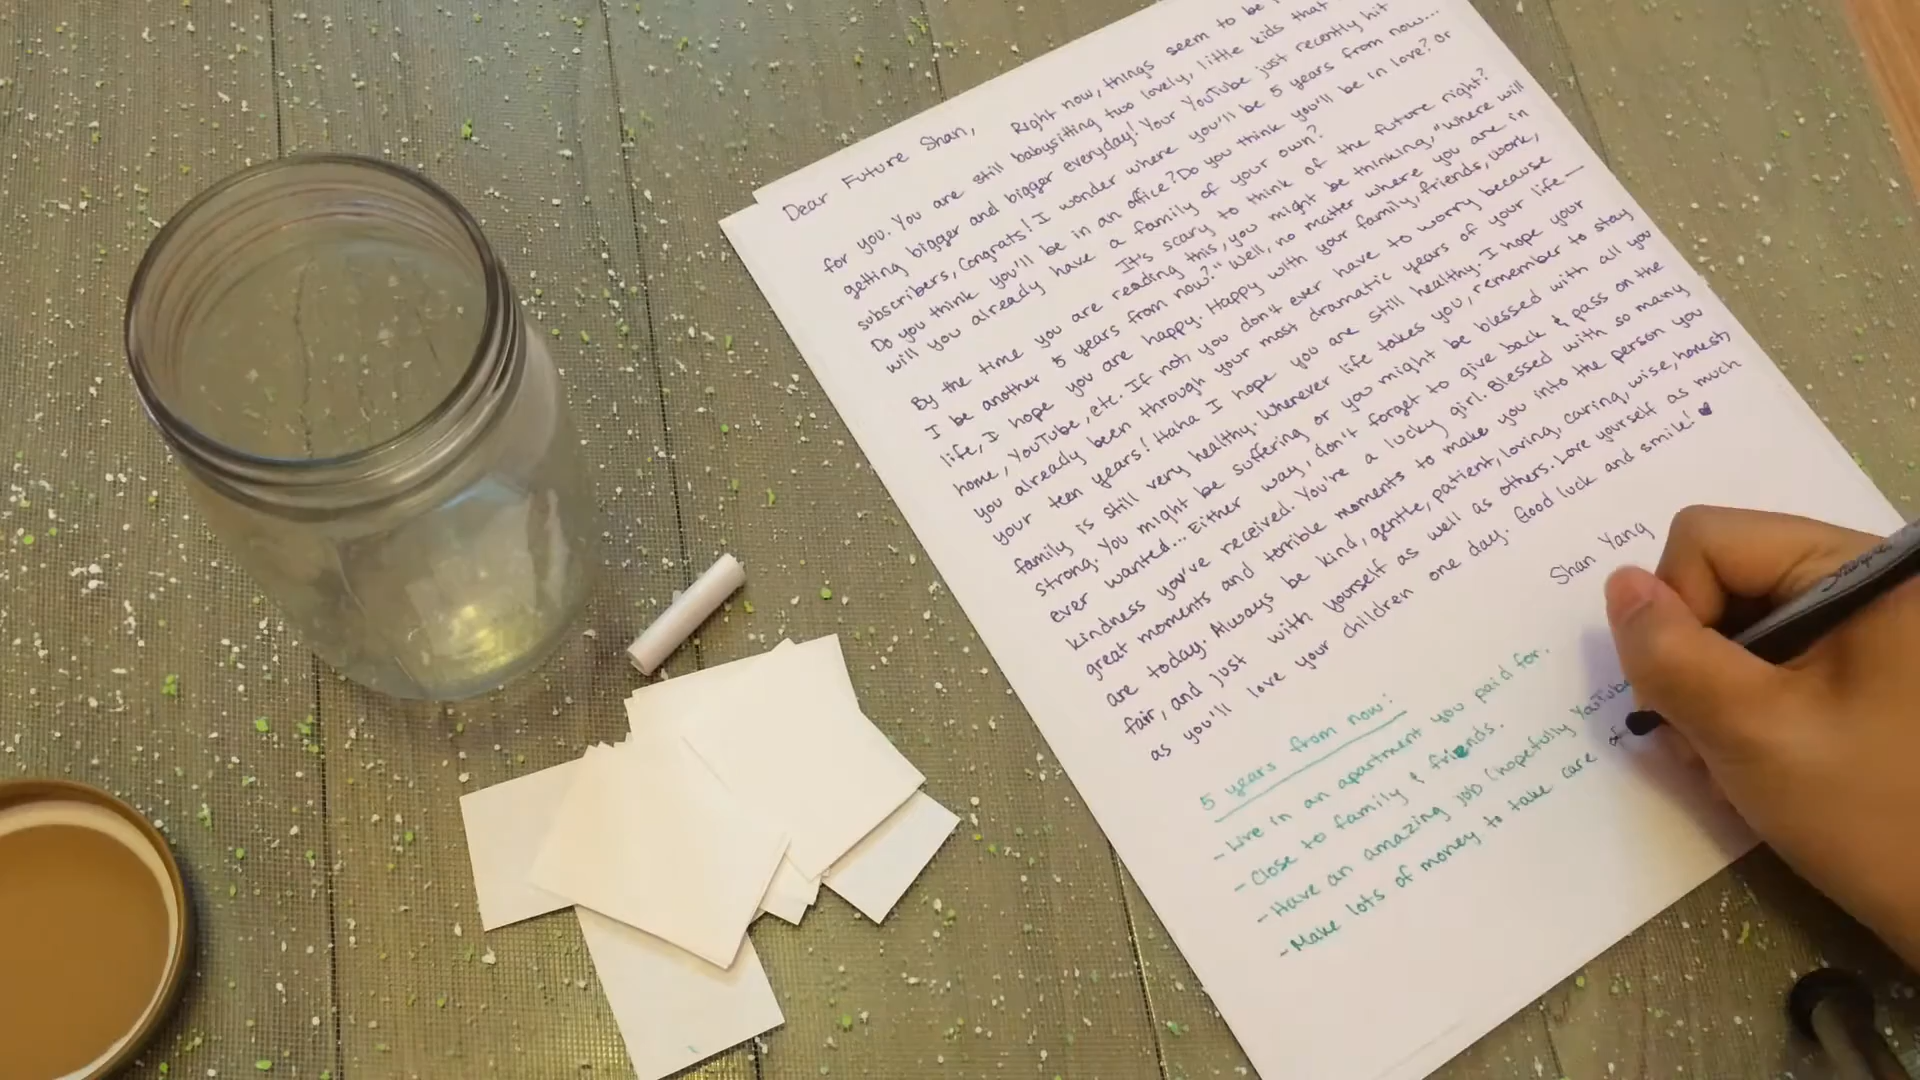 Dear Future Shan,
Right now, things seem to be
for you. You are still babysitting two lovely, little kids that
getting bigger and bigger everyday! Your YouTube just recently hit
subscribers, Congrats! I wonder where you'll be 5 years from now...
Do you think you'll be in an office? Do you think you'll be in love? Or
will you already have a family of your own?
It's scary to think of the future right?
By the time you are reading this, you might be thinking, "Where will
I be another 5 years from now?" Well, no matter where you are in
life, I hope you are happy. Happy with your family, friends, work,
home, YouTube, etc. If not, you don't ever have to worry because
you already been through your most dramatic years of your life—
your teen years! Haha I hope you are still healthy. I hope your
family is still very healthy. Wherever life takes you, remember to stay
strong. You might be suffering or you might be blessed with all you
ever wanted... Either way, don't forget to give back & pass on the
kindness you've received. You're a lucky girl. Blessed with so many
great moments and terrible moments to make you into the person you
are today. Always be kind, gentle, patient, loving, caring, wise, honest,
fair, and just with yourself as well as others. Love yourself as much
as you'll love your children one day. Good luck and smile!
Shan Yang
5 years from now:
- Live in an apartment you paid for.
- Close to family & friends.
- Have an amazing job (hopefully YouTube
- Make lots of money to take care of
Sharpie